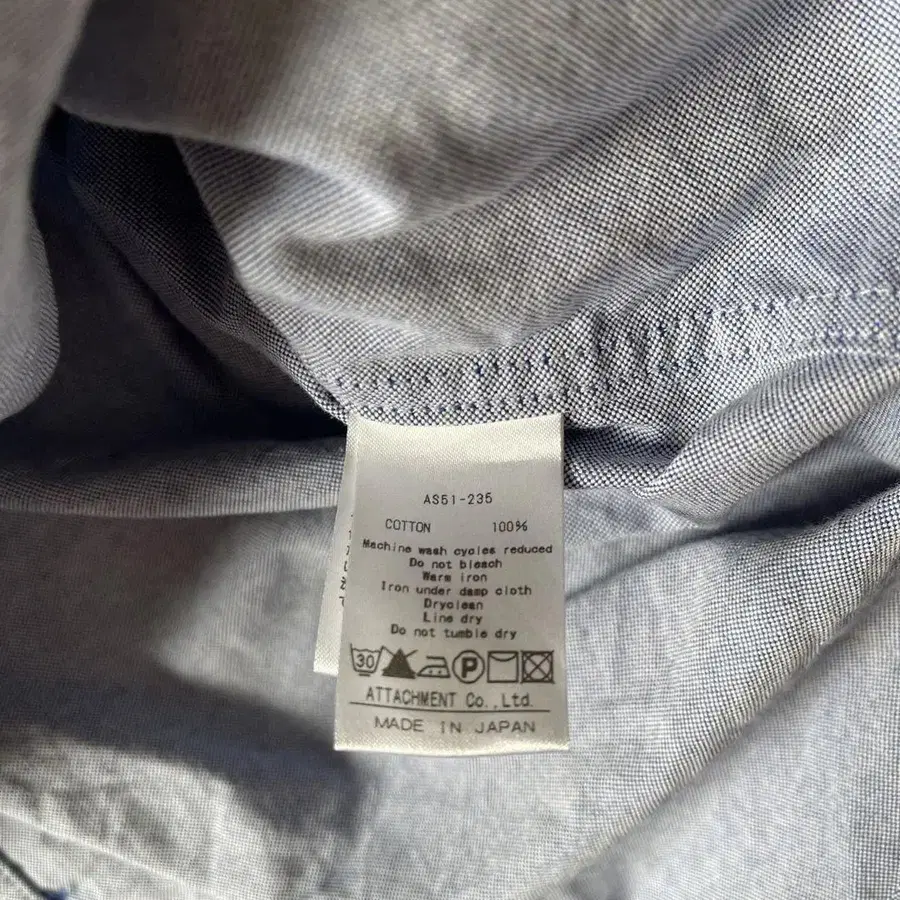 AS51-235
COTTON 100%
Machine wash cycles reduced
Do not bleach
Warm iron
Iron under damp cloth
Dryclean
Line dry
Do not tumble dry
30 P
ATTACHMENT Co.,Ltd.
MADE IN JAPAN